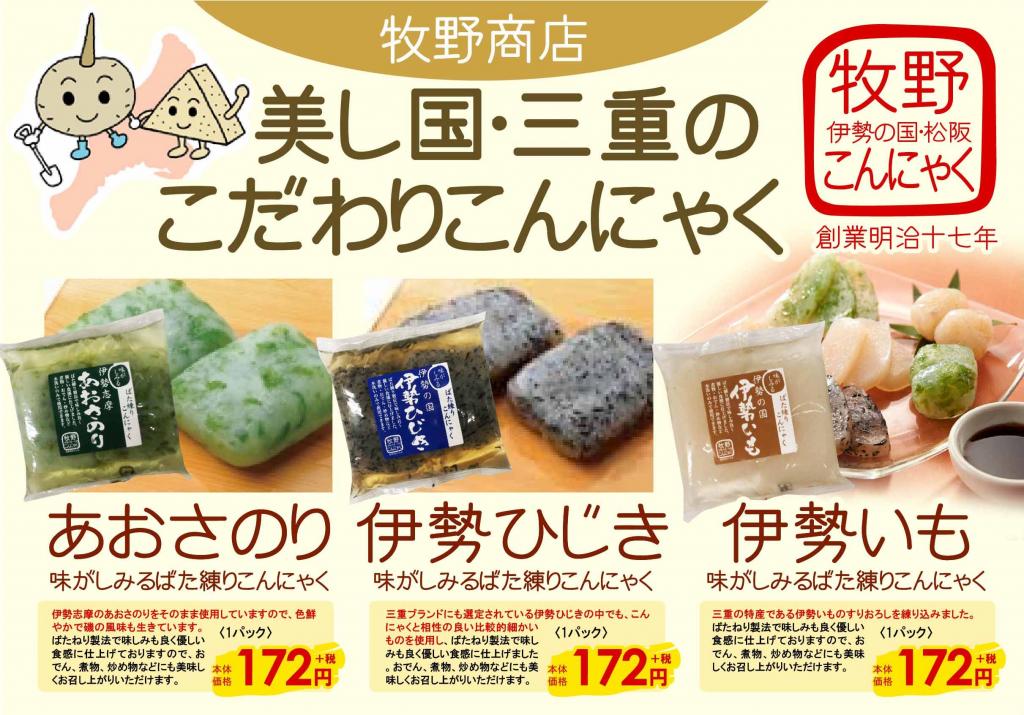 牧野商店
美し国・三重の
こだわりこんにゃく
牧野
伊勢の国・松阪
こんにゃく
創業明治十七年
味がしみる
ばた練り
こんにゃく
伊勢志摩
あおさのり
牧野
味がしみる
ばた練り
こんにゃく
伊勢の国
伊勢ひじき
牧野
味がしみる
ばた練り
こんにゃく
伊勢の国
伊勢いも
牧野
あおさのり
味がしみるばた練りこんにゃく
伊勢志摩のあおさのりをそのまま使用していますので、色鮮
やかで磯の風味も生きています。
ばたねり製法で味しみも良く優しい
食感に仕上げておりますので、お
でん、煮物、炒め物などにも美味
しくお召し上がりいただけます。
〈1パック〉
本体
価格
172円
+税
伊勢ひじき
味がしみるばた練りこんにゃく
三重ブランドにも選定されている伊勢ひじきの中でも、こん
にゃくと相性の良い比較的細かい
ものを使用し、ばたねり製法で味
しみも良く優しい食感に仕上げました
。おでん、煮物、炒め物などにも美
味しくお召し上がりいただけます。
〈1パック〉
本体
価格
172円
+税
伊勢いも
味がしみるばた練りこんにゃく
三重の特産である伊勢いものすりおろしを練り込みました。
ばたねり製法で味しみも良く優しい
食感に仕上げておりますので、お
でん、煮物、炒め物などにも美味
しくお召し上がりいただけます。
〈1パック〉
本体
価格
172円
+税